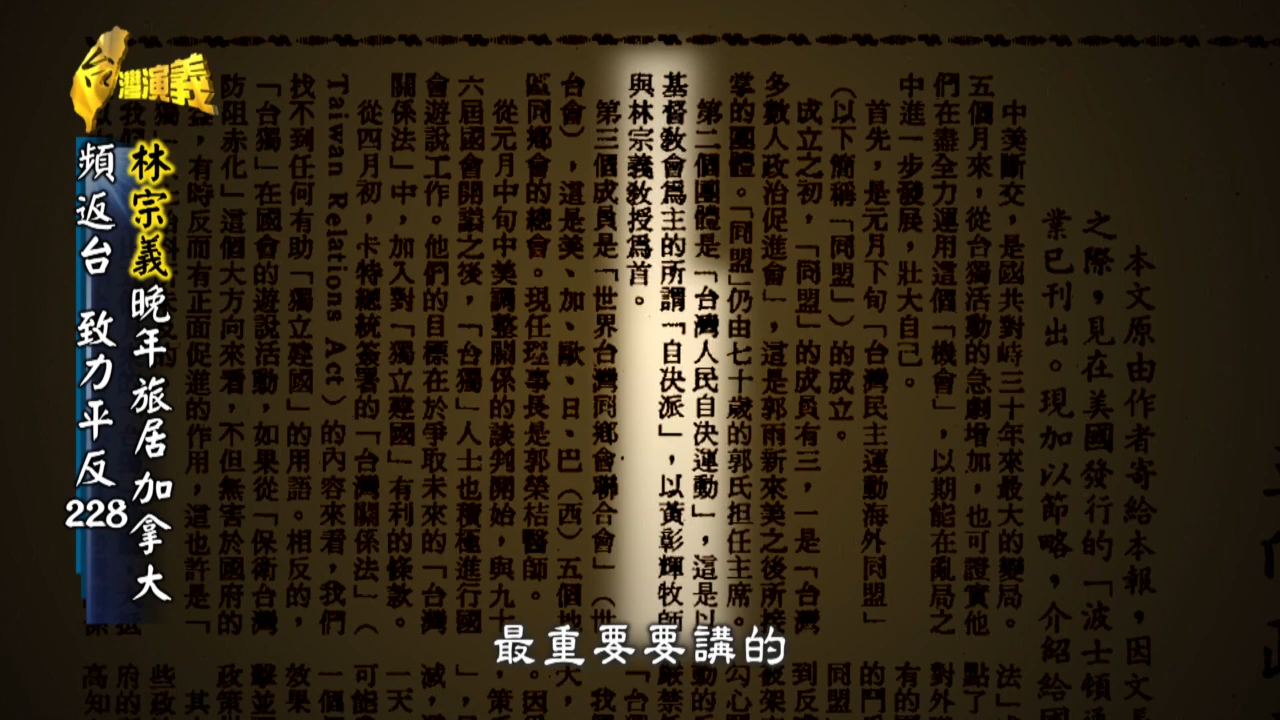 台灣演義
林宗義晚年旅居加拿大
頻返台 致力平反228
本文原由作者寄給本報，因文
之際，見在美國發行的「波士頓通
業已刊出。現加以節略，介紹給國
中美斷交，是國共對峙三十年來最大的變局。
五個月來，從台獨活動的急劇增加，也可證實他
們在盡全力運用這個「機會」，以期能在亂局之
中進一步發展，壯大自己。
首先，是元月下旬「台灣民主運動海外同盟」
（以下簡稱「同盟」）的成立。
成立之初，「同盟」的成員有三，一是「台灣
多數人政治促進會」，這是郭雨新來美之後所接
掌的團體。「同盟」仍由七十歲的郭氏担任主席。
第二個團體是「台灣人民自決運動」，這是以
基督敎會爲主的所謂「自決派」，以黃彰輝牧師
與林宗義敎授爲首。
第三個成員是「世界台灣同鄉會聯合會」（世
台會），這是美、加、歐、日、巴（西）五個地
區同鄉會的總會。現任理事長是郭榮桔醫師。
從元月中旬中美調整關係的談判開始，與九十
六屆國會開議之後，「台獨」人士也積極進行國
會遊說工作。他們的目標在於爭取未來的「台灣
關係法」中，加入對「獨立建國」有利的條款。
從四月初，卡特總統簽署的「台灣關係法」（
Taiwan Relations Act）的內容來看，我們
找不到任何有助「獨立建國」的用語。相反的，
「台獨」在國會的遊說活動，如果從「保衛台灣
防阻赤化」這個大方向來看，不但無害於國府的
，有時反而有正面促進的作用，這也許是「
最重要要講的